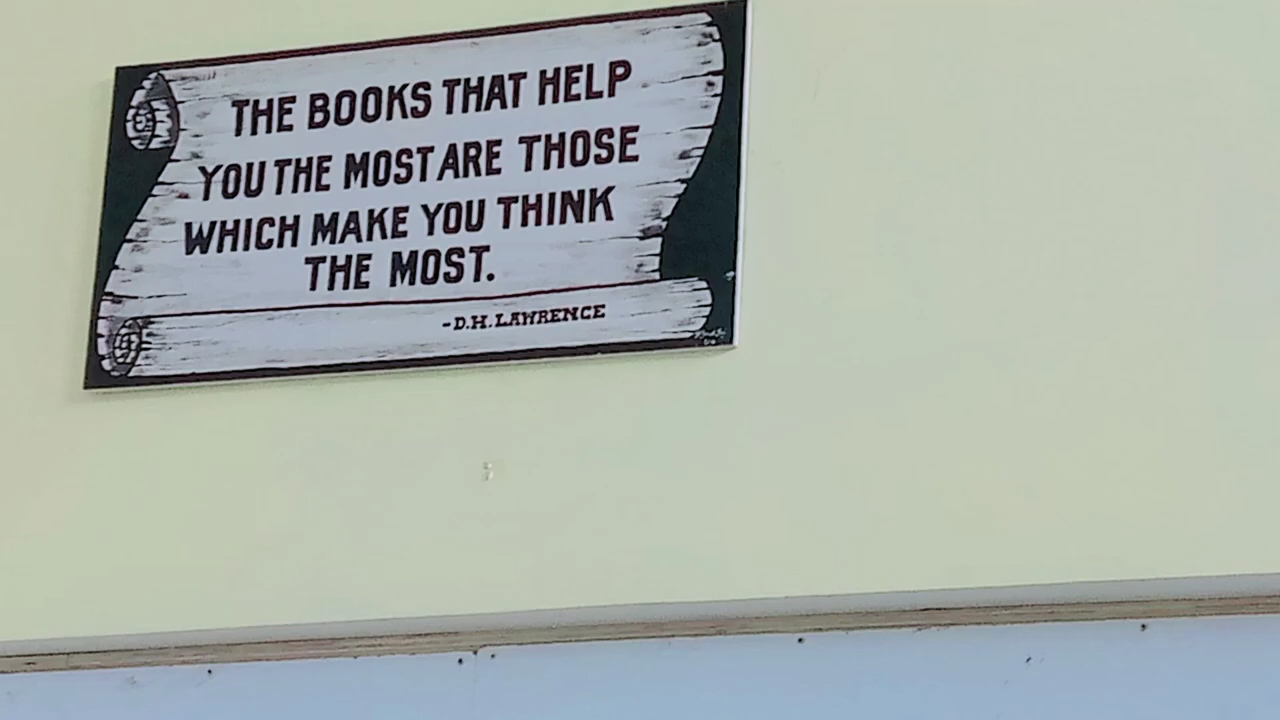 THE BOOKS THAT HELP
YOU THE MOST ARE THOSE
WHICH MAKE YOU THINK
THE MOST.
-D.H. LAWRENCE